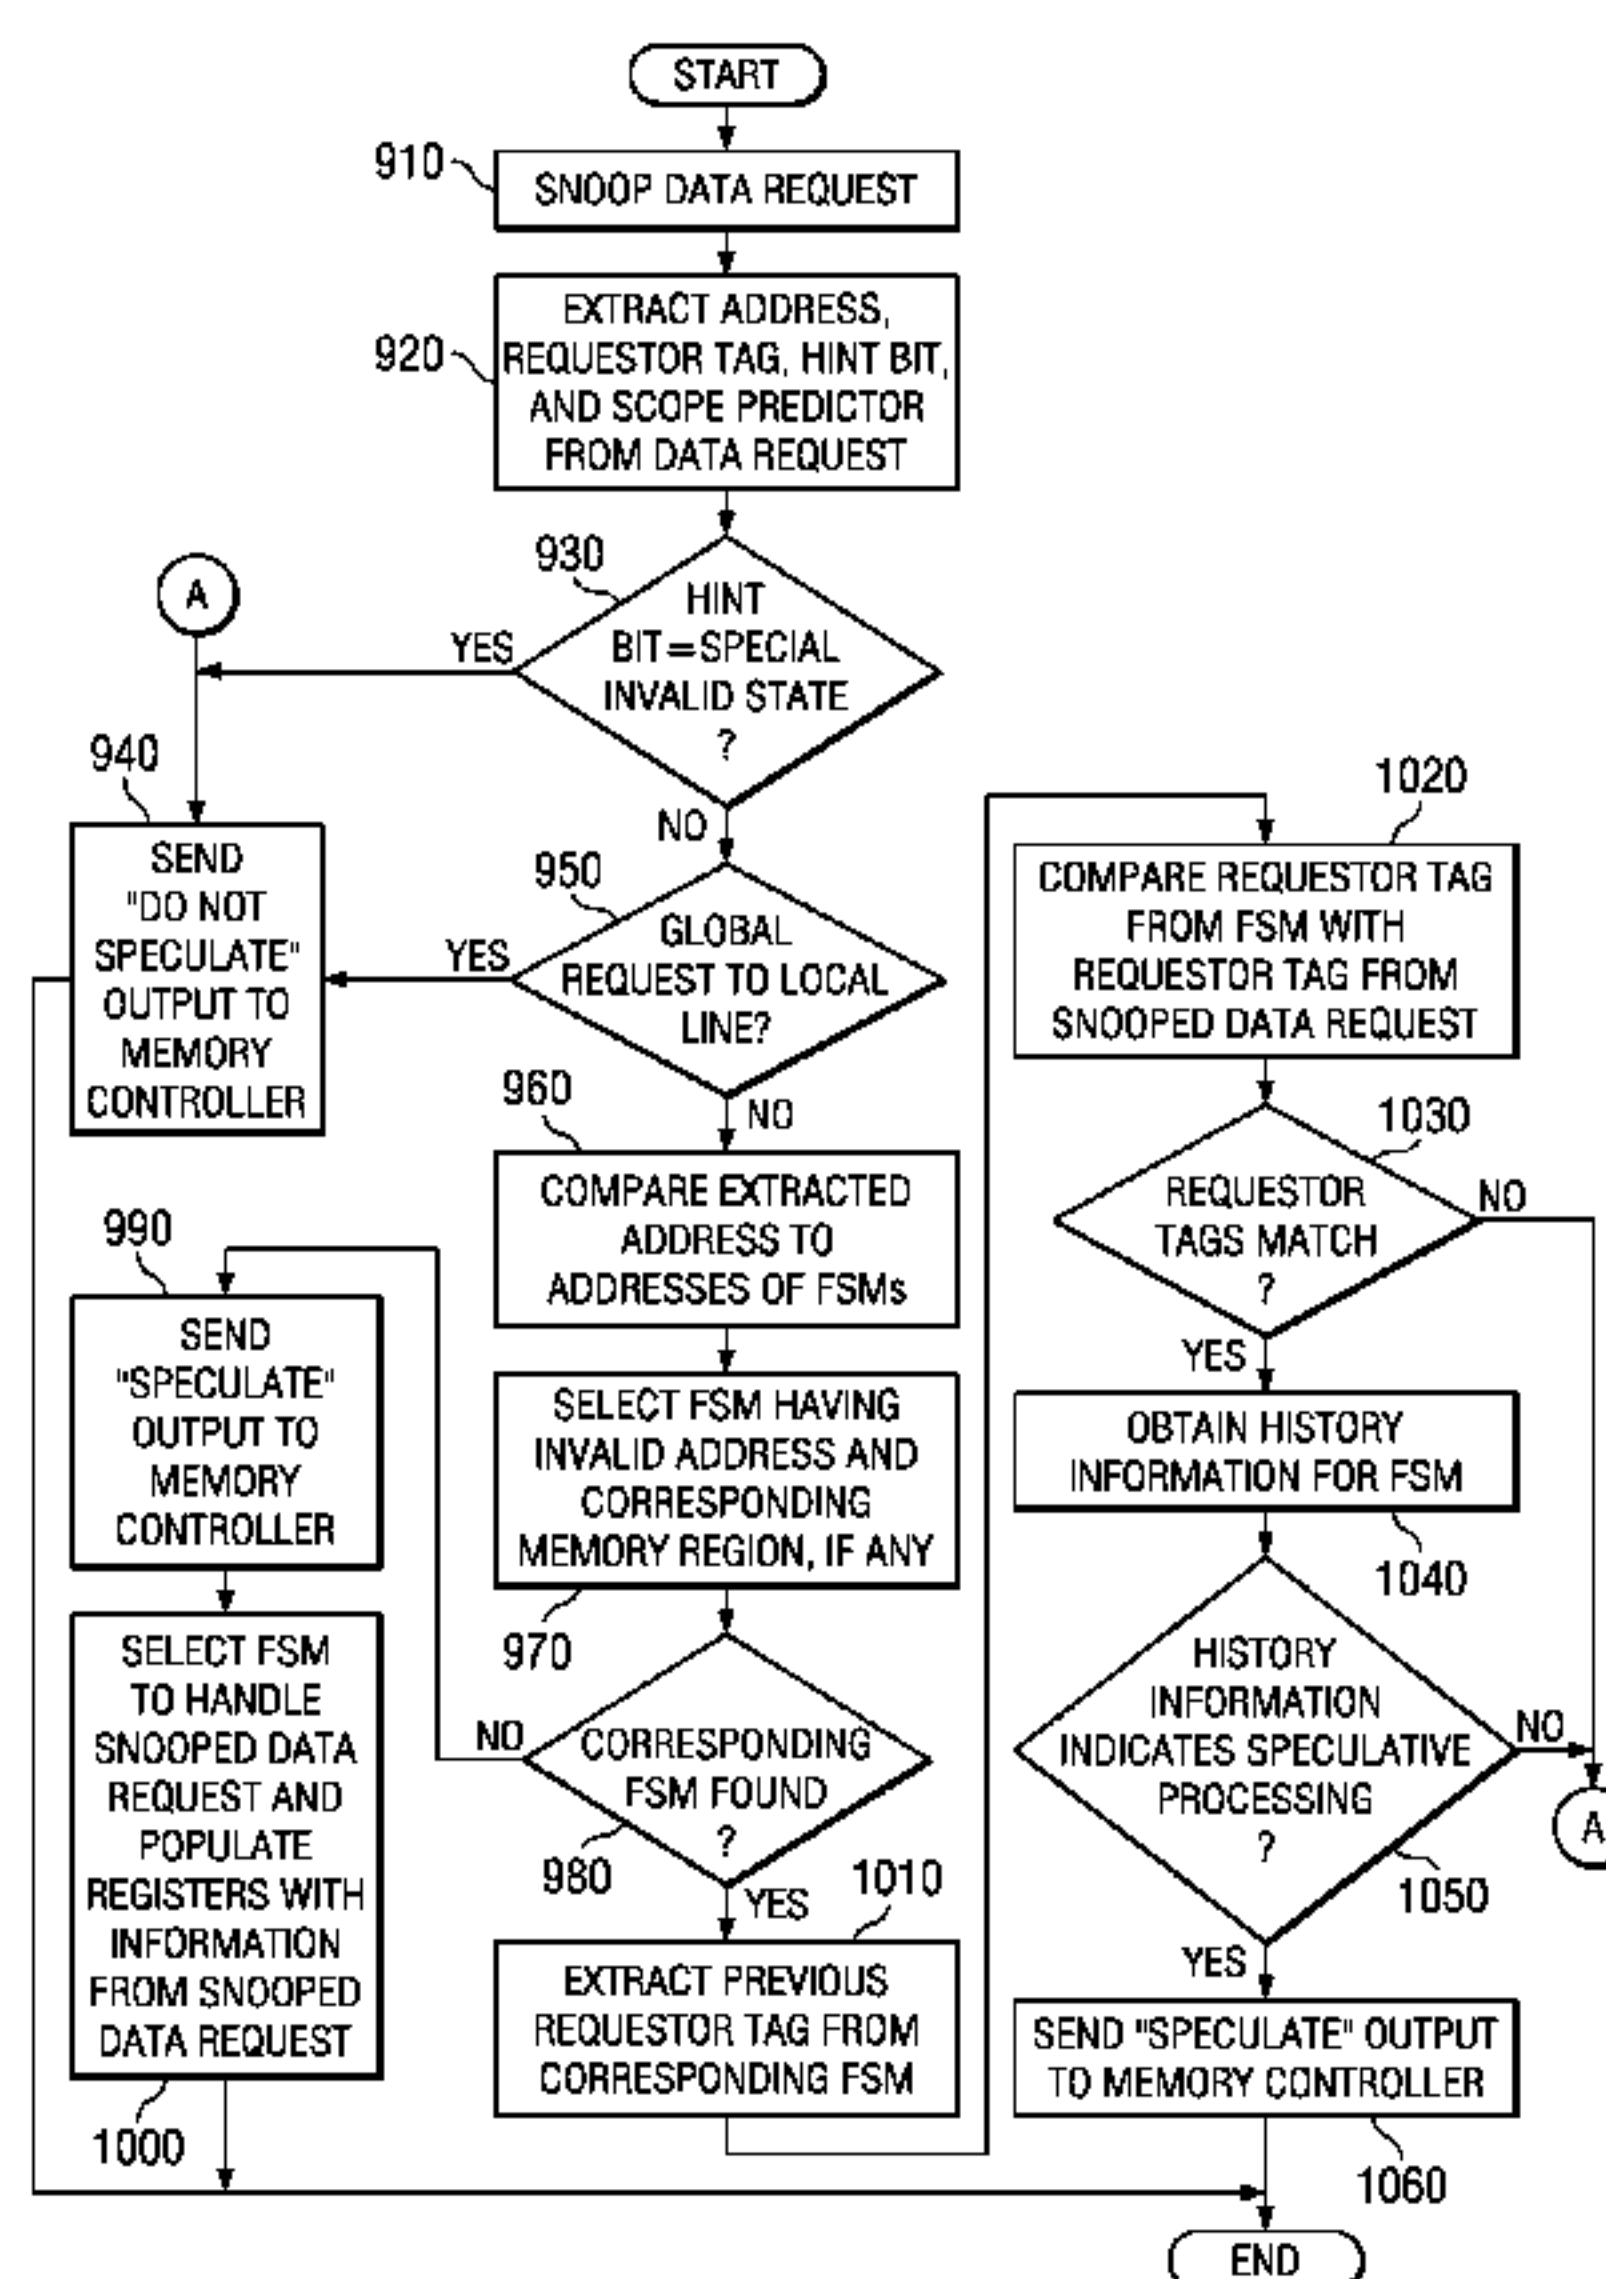 START
910
SNOOP DATA REQUEST
920
EXTRACT ADDRESS,
REQUESTOR TAG, HINT BIT,
AND SCOPE PREDICTOR
FROM DATA REQUEST
930
HINT
BIT=SPECIAL
INVALID STATE
?
YES
NO
A
940
SEND
"DO NOT
SPECULATE"
OUTPUT TO
MEMORY
CONTROLLER
950
GLOBAL
REQUEST TO LOCAL
LINE?
YES
NO
960
COMPARE EXTRACTED
ADDRESS TO
ADDRESSES OF FSMs
SELECT FSM HAVING
INVALID ADDRESS AND
CORRESPONDING
MEMORY REGION, IF ANY
970
CORRESPONDING
FSM FOUND
?
980
NO
YES
990
SEND
"SPECULATE"
OUTPUT TO
MEMORY
CONTROLLER
SELECT FSM
TO HANDLE
SNOOPED DATA
REQUEST AND
POPULATE
REGISTERS WITH
INFORMATION
FROM SNOOPED
DATA REQUEST
1000
1010
EXTRACT PREVIOUS
REQUESTOR TAG FROM
CORRESPONDING FSM
1020
COMPARE REQUESTOR TAG
FROM FSM WITH
REQUESTOR TAG FROM
SNOOPED DATA REQUEST
1030
REQUESTOR
TAGS MATCH
?
NO
YES
OBTAIN HISTORY
INFORMATION FOR FSM
1040
HISTORY
INFORMATION
INDICATES SPECULATIVE
PROCESSING
?
NO
A
1050
YES
SEND "SPECULATE" OUTPUT
TO MEMORY CONTROLLER
1060
END